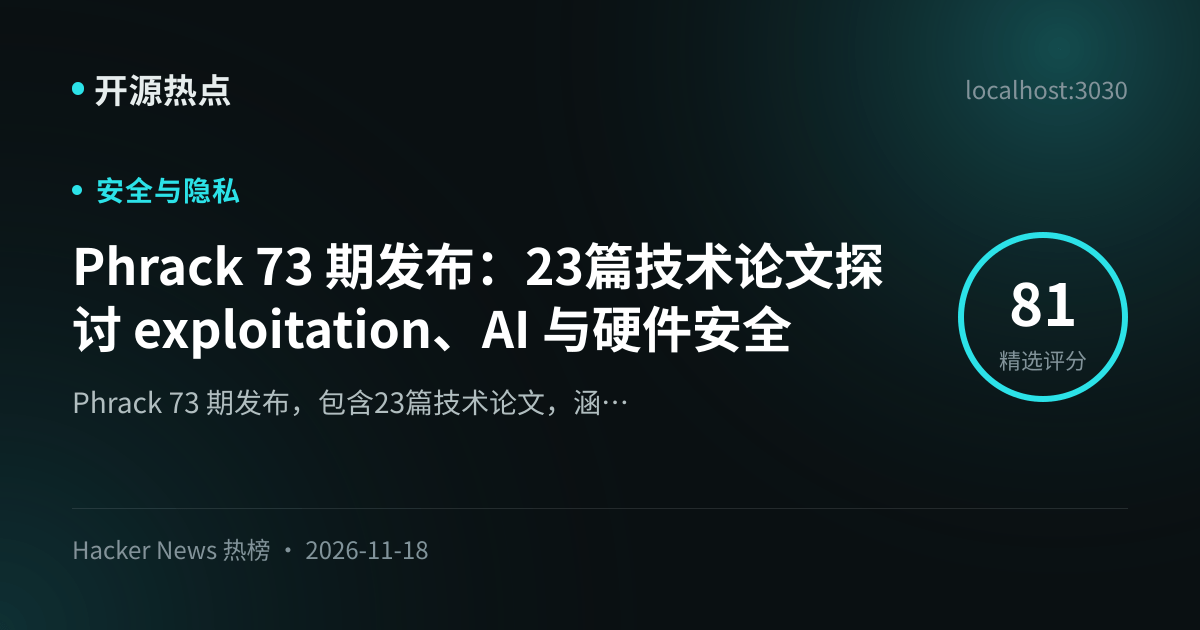 开源热点
localhost:3030
安全与隐私
Phrack 73 期发布：23篇技术论文探
讨 exploitation、AI 与硬件安全
81
精选评分
Phrack 73 期发布，包含23篇技术论文，涵…
Hacker News 热榜 · 2026-11-18